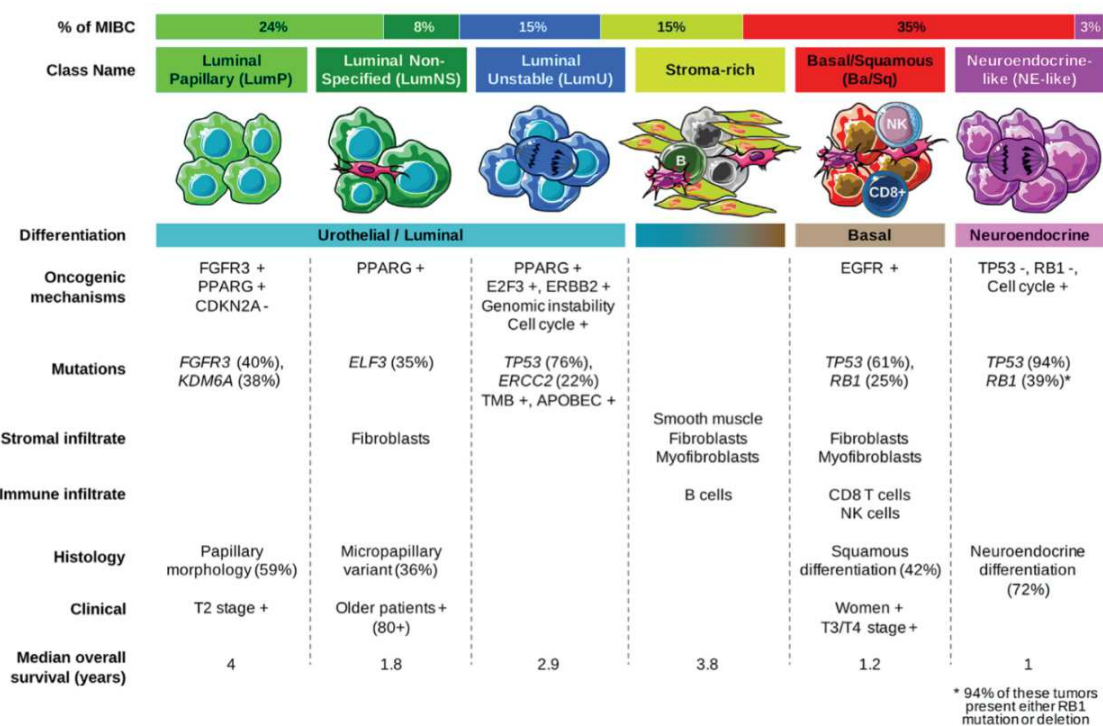 % of MIBC
24%
8%
15%
15%
35%
3%
Class Name
Luminal
Papillary (LumP)
Luminal Non-
Specified (LumNS)
Luminal
Unstable (LumU)
Stroma-rich
Basal/Squamous
(Ba/Sq)
Neuroendocrine-
like (NE-like)
B
NK
CD8+
Differentiation
Urothelial / Luminal
Basal
Neuroendocrine
Oncogenic
mechanisms
FGFR3 +
PPARG +
CDKN2A -
PPARG +
PPARG +
E2F3 +, ERBB2 +
Genomic instability
Cell cycle +
EGFR +
TP53 -, RB1 -,
Cell cycle +
Mutations
FGFR3 (40%),
KDM6A (38%)
ELF3 (35%)
TP53 (76%),
ERCC2 (22%)
TMB +, APOBEC +
TP53 (61%),
RB1 (25%)
TP53 (94%)
RB1 (39%)*
Stromal infiltrate
Fibroblasts
Smooth muscle
Fibroblasts
Myofibroblasts
Fibroblasts
Myofibroblasts
Immune infiltrate
B cells
CD8 T cells
NK cells
Histology
Papillary
morphology (59%)
Micropapillary
variant (36%)
Squamous
differentiation (42%)
Neuroendocrine
differentiation
(72%)
Clinical
T2 stage +
Older patients +
(80+)
Women +
T3/T4 stage +
Median overall
survival (years)
4
1.8
2.9
3.8
1.2
1
* 94% of these tumors
present either RB1
mutation or deletion